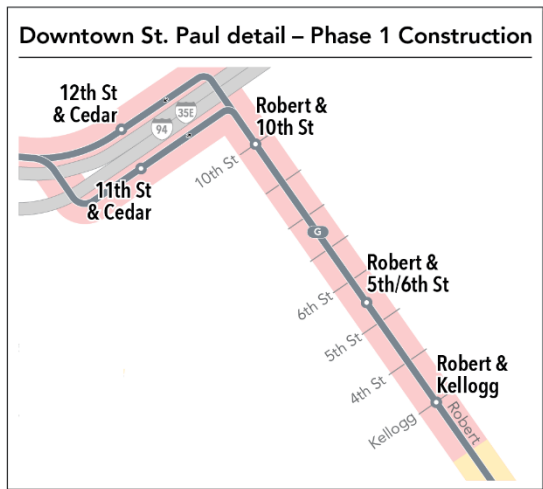 Downtown St. Paul detail – Phase 1 Construction
12th St
& Cedar
35E
94
Robert &
10th St
10th St
11th St
& Cedar
G
Robert &
5th/6th St
6th St
5th St
4th St
Robert &
Kellogg
Kellogg
Robert